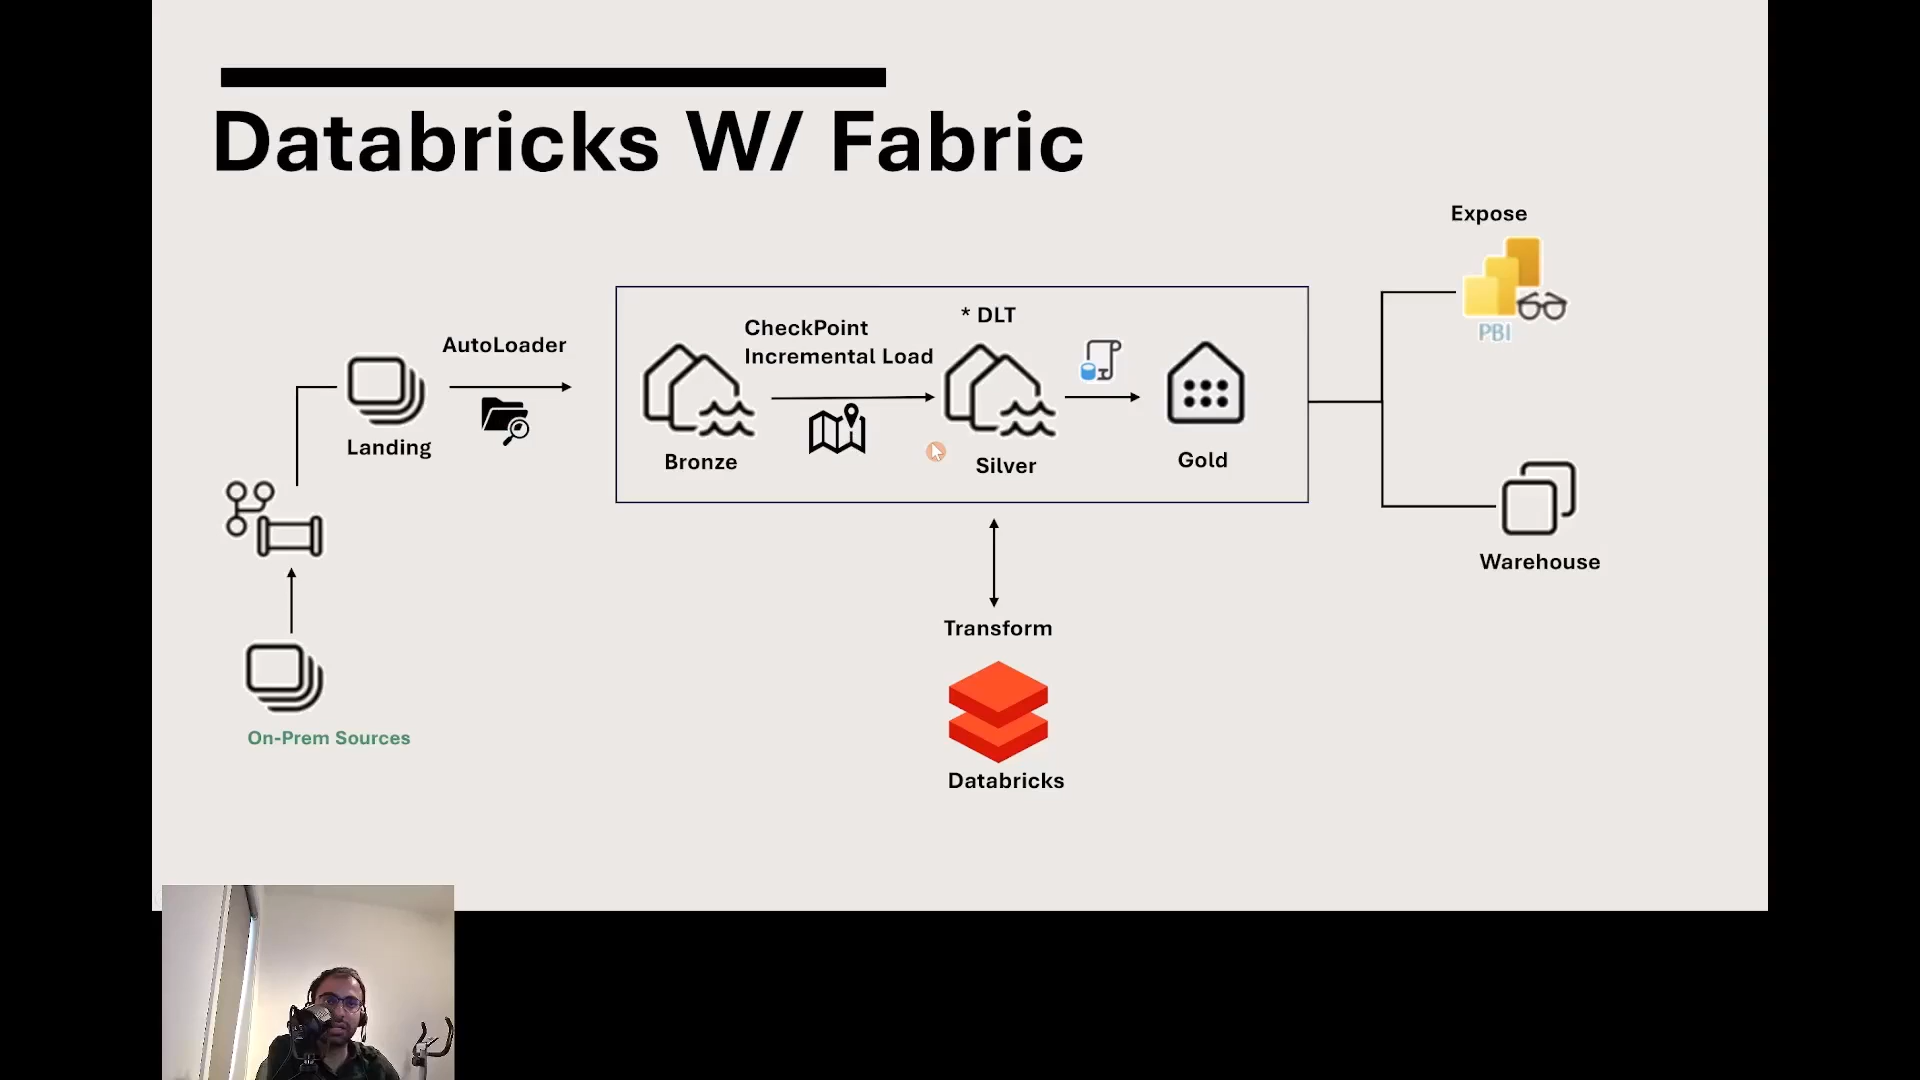 Databricks W/ Fabric
Expose
PBI
* DLT
CheckPoint
Incremental Load
AutoLoader
Landing
Bronze
Silver
Gold
Warehouse
Transform
On-Prem Sources
Databricks